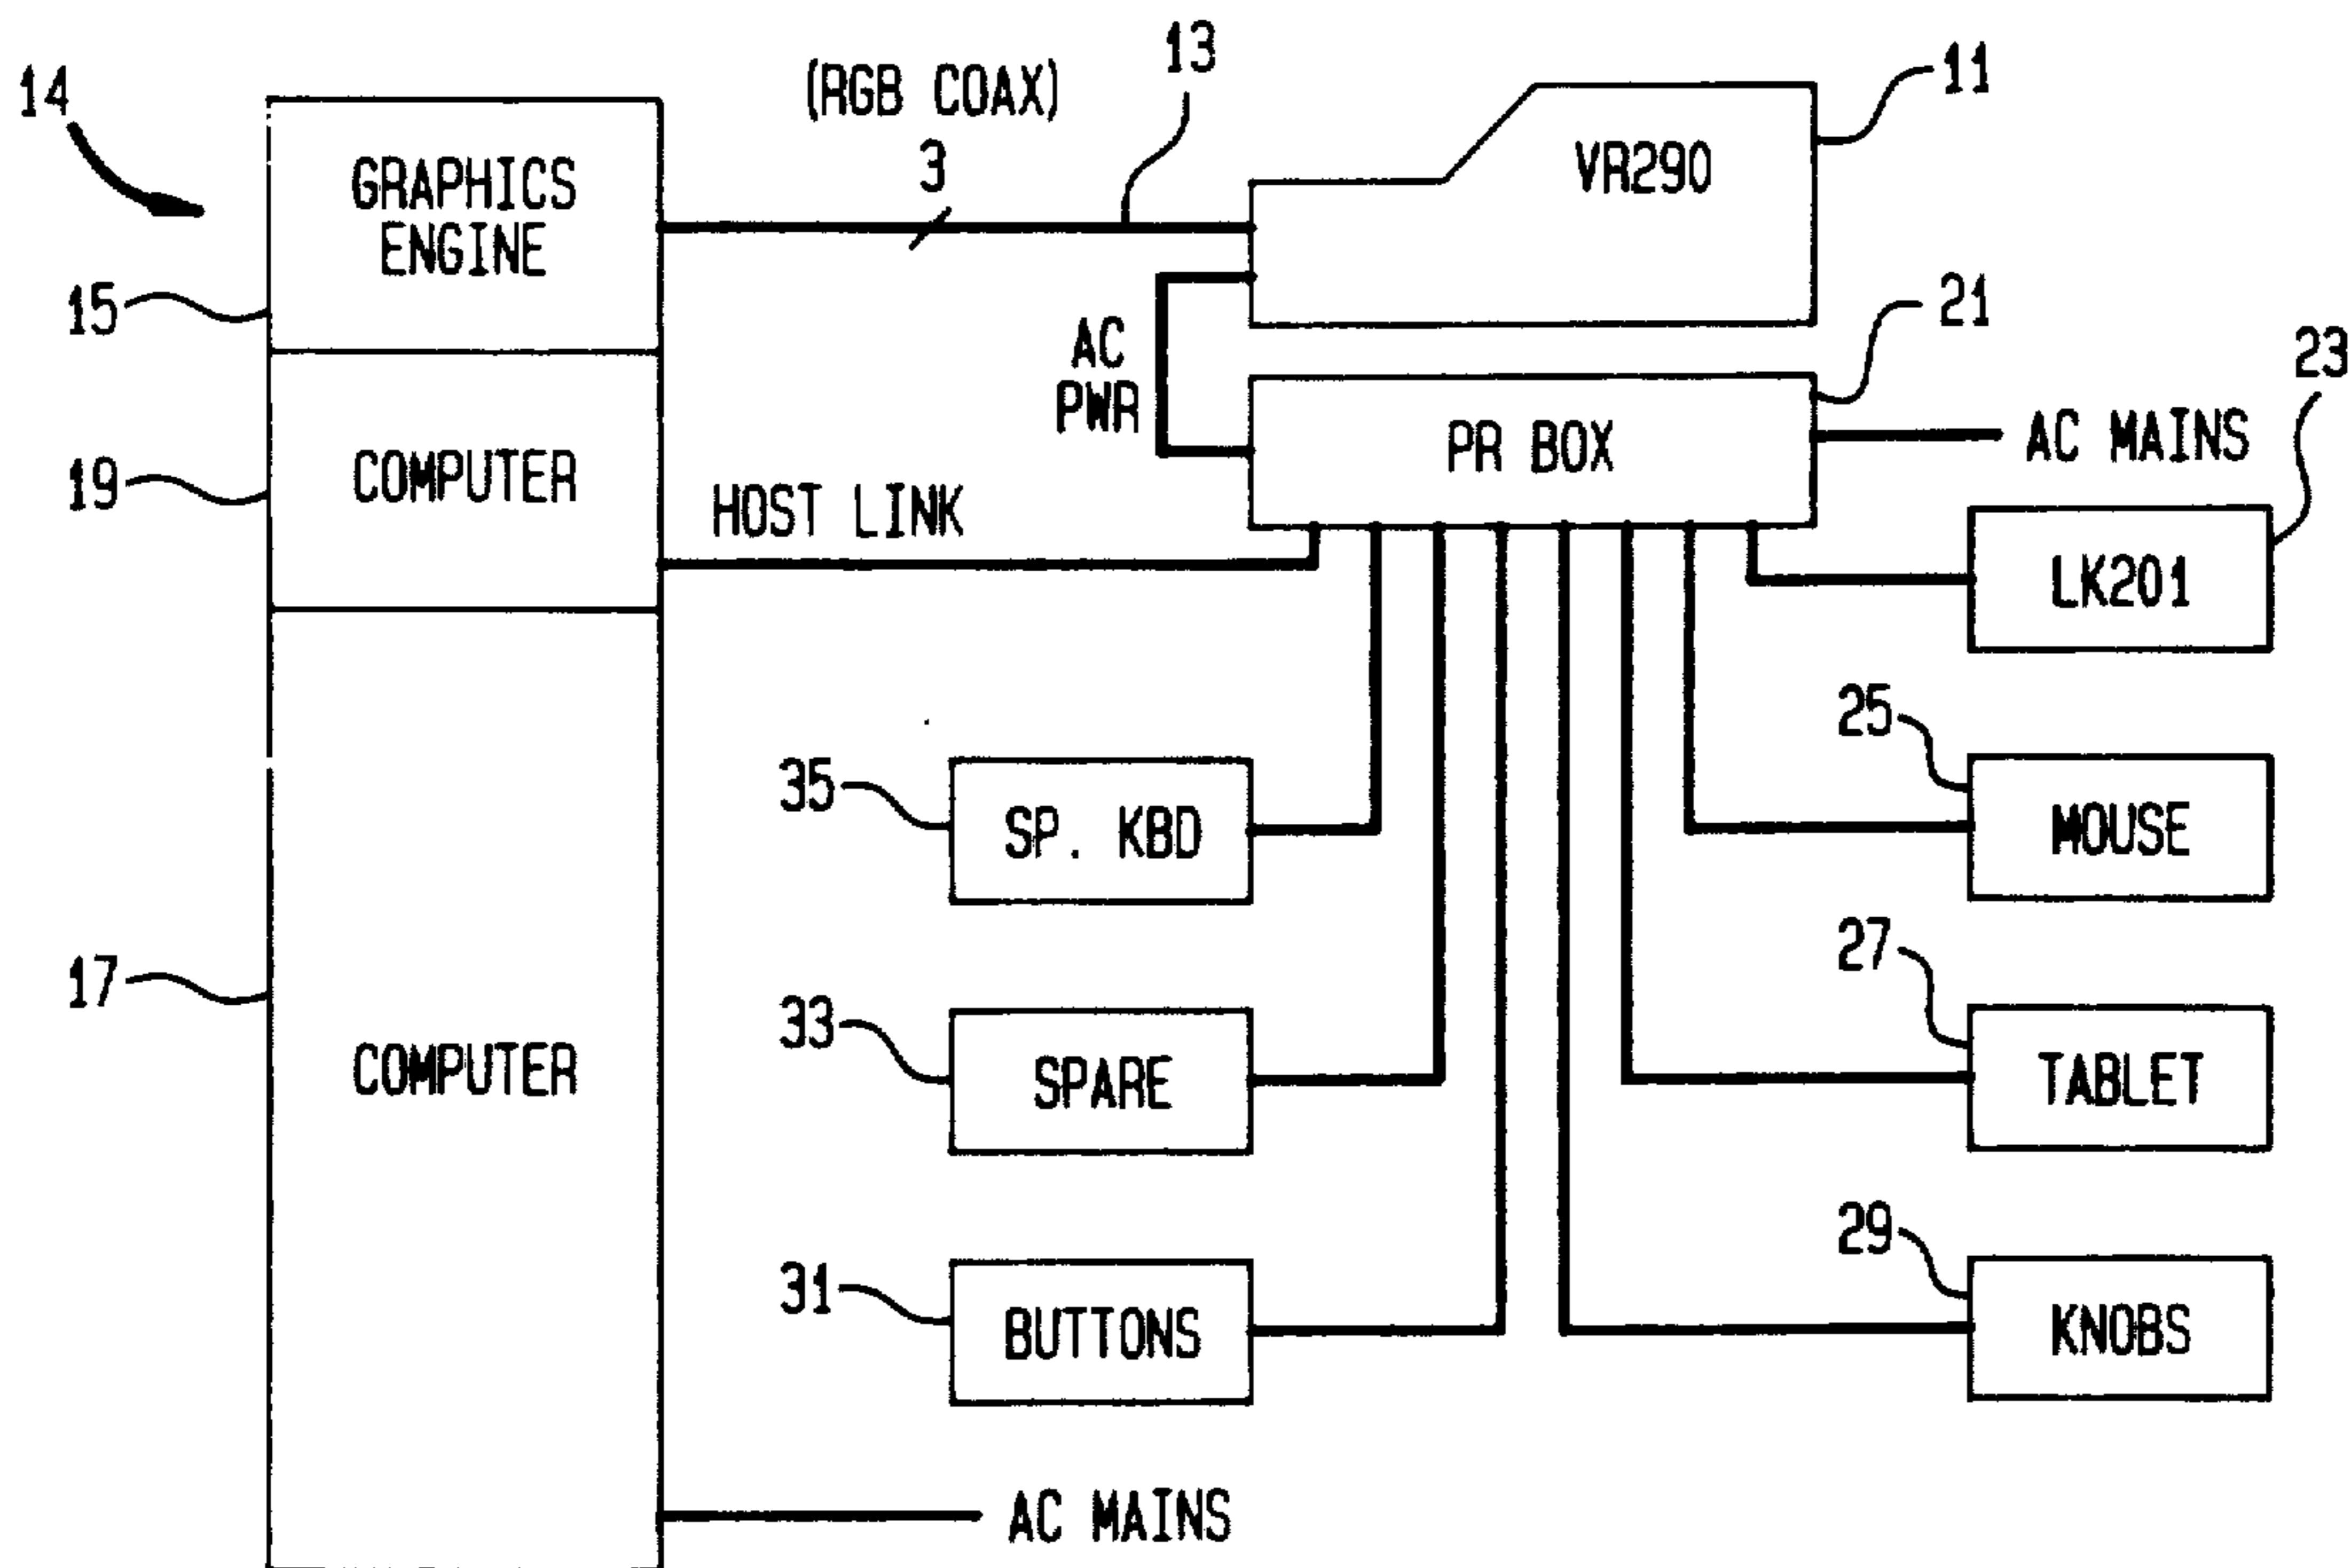 14
15
19
17
GRAPHICS
ENGINE
COMPUTER
COMPUTER
(RGB COAX)
3
13
VR290
11
AC
PWR
PR BOX
21
AC MAINS
HOST LINK
23
LK201
25
MOUSE
27
TABLET
29
KNOBS
35
SP. KBD
33
SPARE
31
BUTTONS
AC MAINS